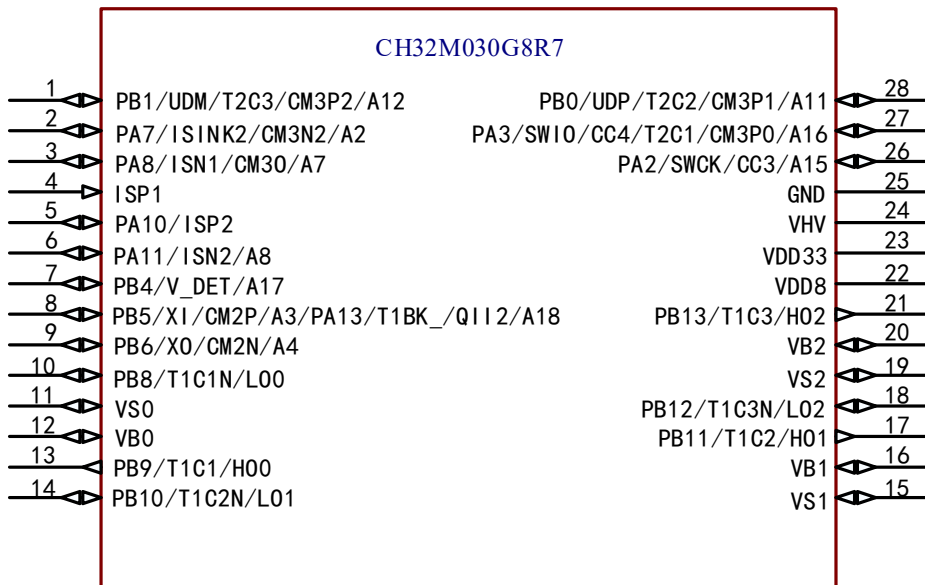 CH32M030G8R7
1 PB1/UDM/T2C3/CM3P2/A12 PB0/UDP/T2C2/CM3P1/A11 28
2 PA7/ISINK2/CM3N2/A2 PA3/SWIO/CC4/T2C1/CM3P0/A16 27
3 PA8/ISN1/CM3O/A7 PA2/SWCK/CC3/A15 26
4 ISP1 GND 25
5 PA10/ISP2 VHV 24
6 PA11/ISN2/A8 VDD33 23
7 PB4/V_DET/A17 VDD8 22
8 PB5/XI/CM2P/A3/PA13/T1BK_/QII2/A18 PB13/T1C3/HO2 21
9 PB6/XO/CM2N/A4 VB2 20
10 PB8/T1C1N/LO0 VS2 19
11 VS0 PB12/T1C3N/LO2 18
12 VB0 PB11/T1C2/HO1 17
13 PB9/T1C1/HO0 VB1 16
14 PB10/T1C2N/LO1 VS1 15